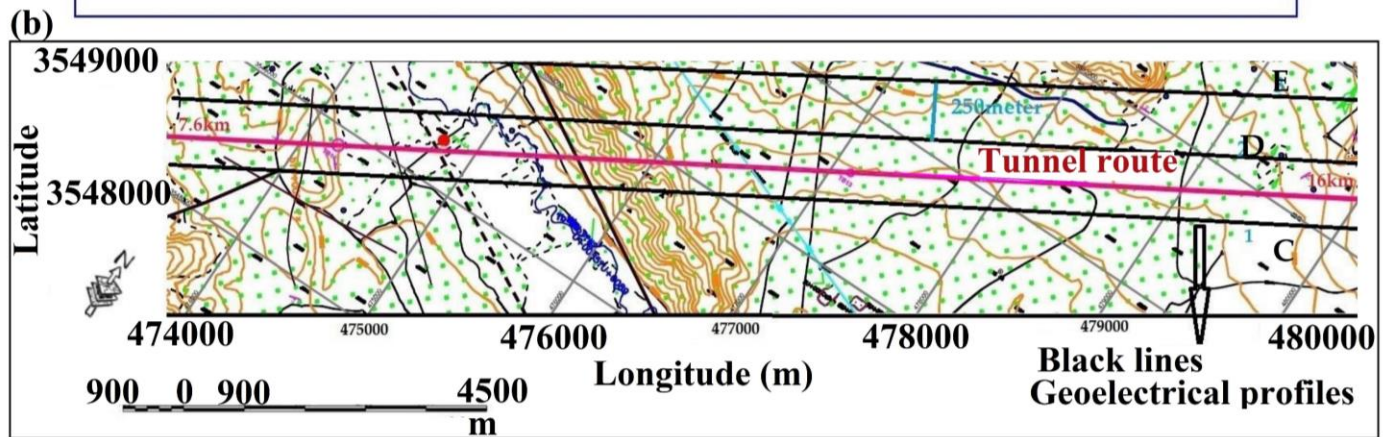 (b)
3549000
E
250meter
7.6km
D
Tunnel route
16km
3548000
Latitude
1
C
N
474000
475000
476000
477000
478000
479000
480000
Longitude (m)
Black lines
Geoelectrical profiles
900 0 900 4500
m